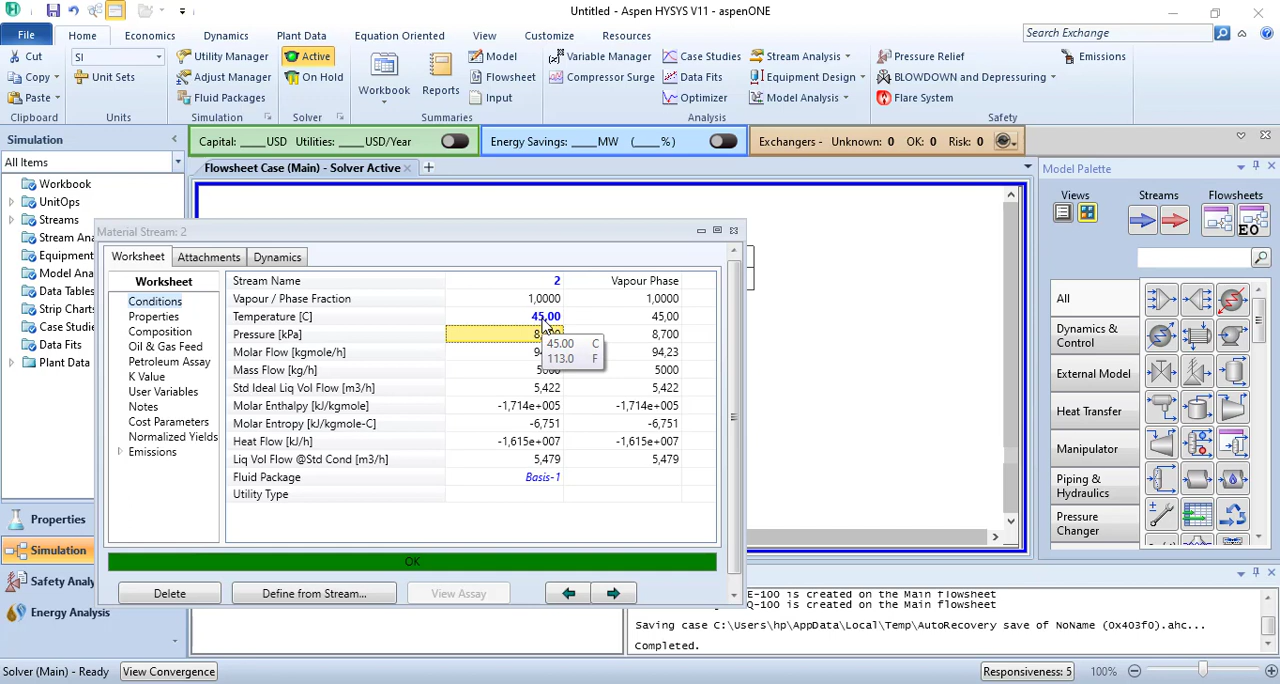 Untitled - Aspen HYSYS V11 - aspenONE
File Home Economics Dynamics Plant Data Equation Oriented View Customize Resources Search Exchange
Cut SI Utility Manager Active Model Variable Manager Case Studies Stream Analysis Pressure Relief Emissions
Copy Unit Sets Adjust Manager On Hold Workbook Reports Flowsheet Compressor Surge Data Fits Equipment Design BLOWDOWN and Depressuring
Paste Fluid Packages Input Optimizer Model Analysis Flare System
Clipboard Units Simulation Solver Summaries Analysis Safety
Simulation Capital: ____USD Utilities: ____USD/Year Energy Savings: ____MW (____%) Exchangers - Unknown: 0 OK: 0 Risk: 0
All Items Flowsheet Case (Main) - Solver Active Model Palette
Workbook
UnitOps
Streams
Stream Ana
Equipment
Model Ana
Data Tables
Strip Charts
Case Studie
Data Fits
Plant Data
Properties
Simulation
Safety Analy
Energy Analysis
Material Stream: 2
Worksheet Attachments Dynamics
Worksheet
Conditions
Properties
Composition
Oil & Gas Feed
Petroleum Assay
K Value
User Variables
Notes
Cost Parameters
Normalized Yields
Emissions
Stream Name 2 Vapour Phase
Vapour / Phase Fraction 1,0000 1,0000
Temperature [C] 45,00 45,00
Pressure [kPa] 8,700
Molar Flow [kgmole/h] 94,23
Mass Flow [kg/h] 5000 5000
Std Ideal Liq Vol Flow [m3/h] 5,422 5,422
Molar Enthalpy [kJ/kgmole] -1,714e+005 -1,714e+005
Molar Entropy [kJ/kgmole-C] -6,751 -6,751
Heat Flow [kJ/h] -1,615e+007 -1,615e+007
Liq Vol Flow @Std Cond [m3/h] 5,479 5,479
Fluid Package Basis-1
Utility Type
45.00 C
113.0 F
OK
Delete Define from Stream... View Assay
Views Streams Flowsheets
EO
All
Dynamics & Control
External Model
Heat Transfer
Manipulator
Piping & Hydraulics
Pressure Changer
E-100 is created on the Main flowsheet
Q-100 is created on the Main flowsheet
Saving case C:\Users\hp\AppData\Local\Temp\AutoRecovery save of NoName (0x403f0).ahc...
Completed.
Solver (Main) - Ready View Convergence Responsiveness: 5 100%